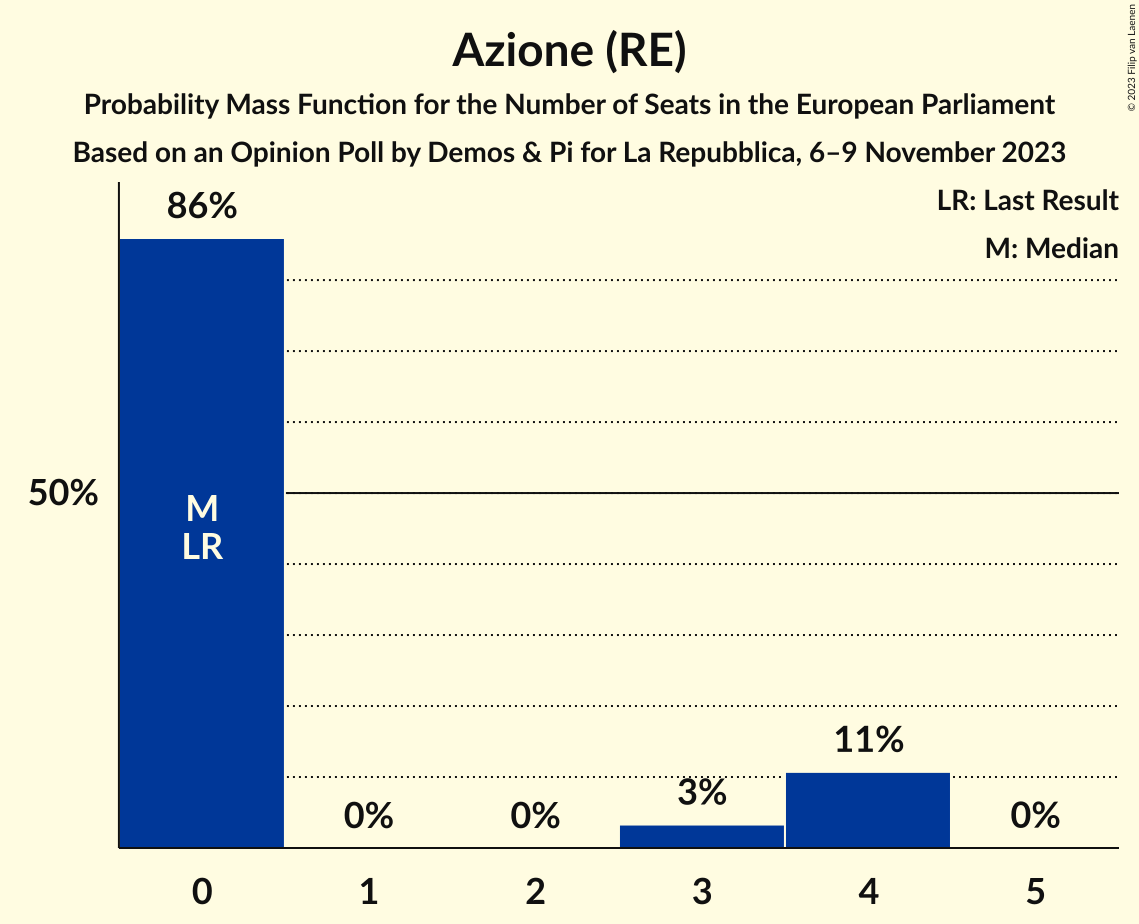 Azione (RE)
Probability Mass Function for the Number of Seats in the European Parliament
Based on an Opinion Poll by Demos & Pi for La Repubblica, 6–9 November 2023
© 2023 Filip van Laenen
LR: Last Result
M: Median
86%
50%
M
LR
0%
0%
3%
11%
0%
0
1
2
3
4
5